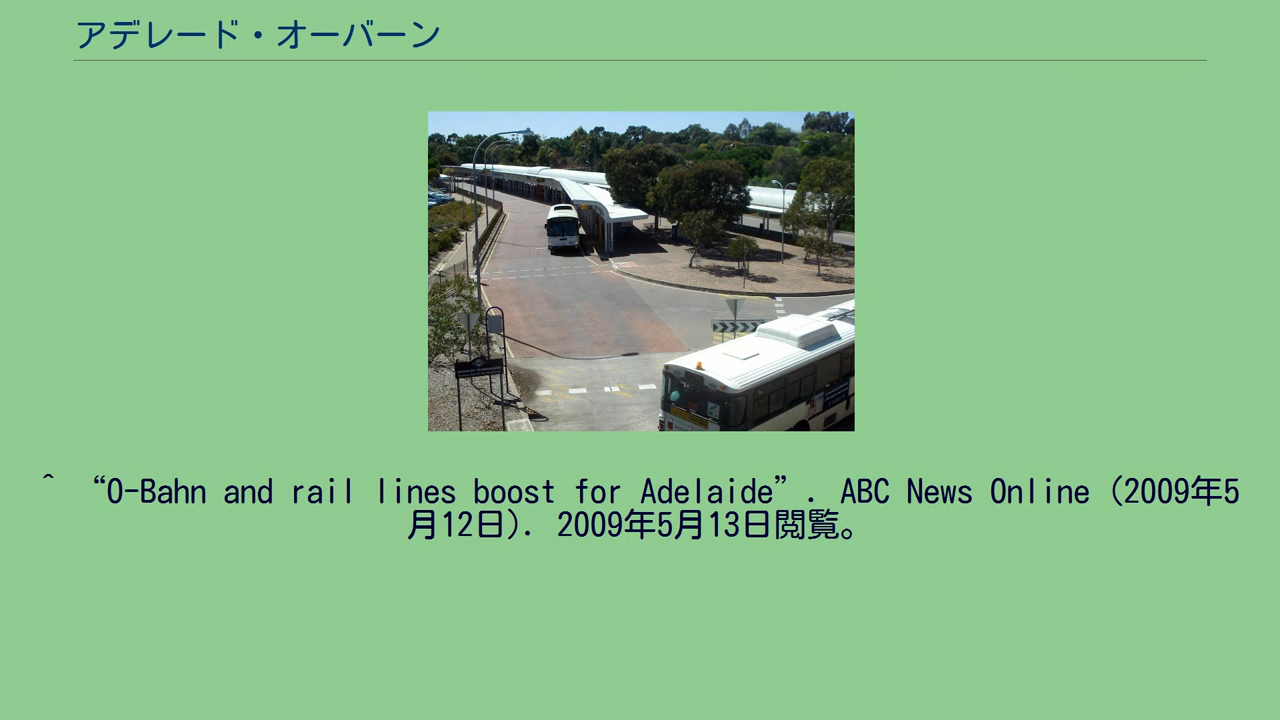 アデレード・オーバーン
^ “O-Bahn and rail lines boost for Adelaide”. ABC News Online (2009年5
月12日). 2009年5月13日閲覧。